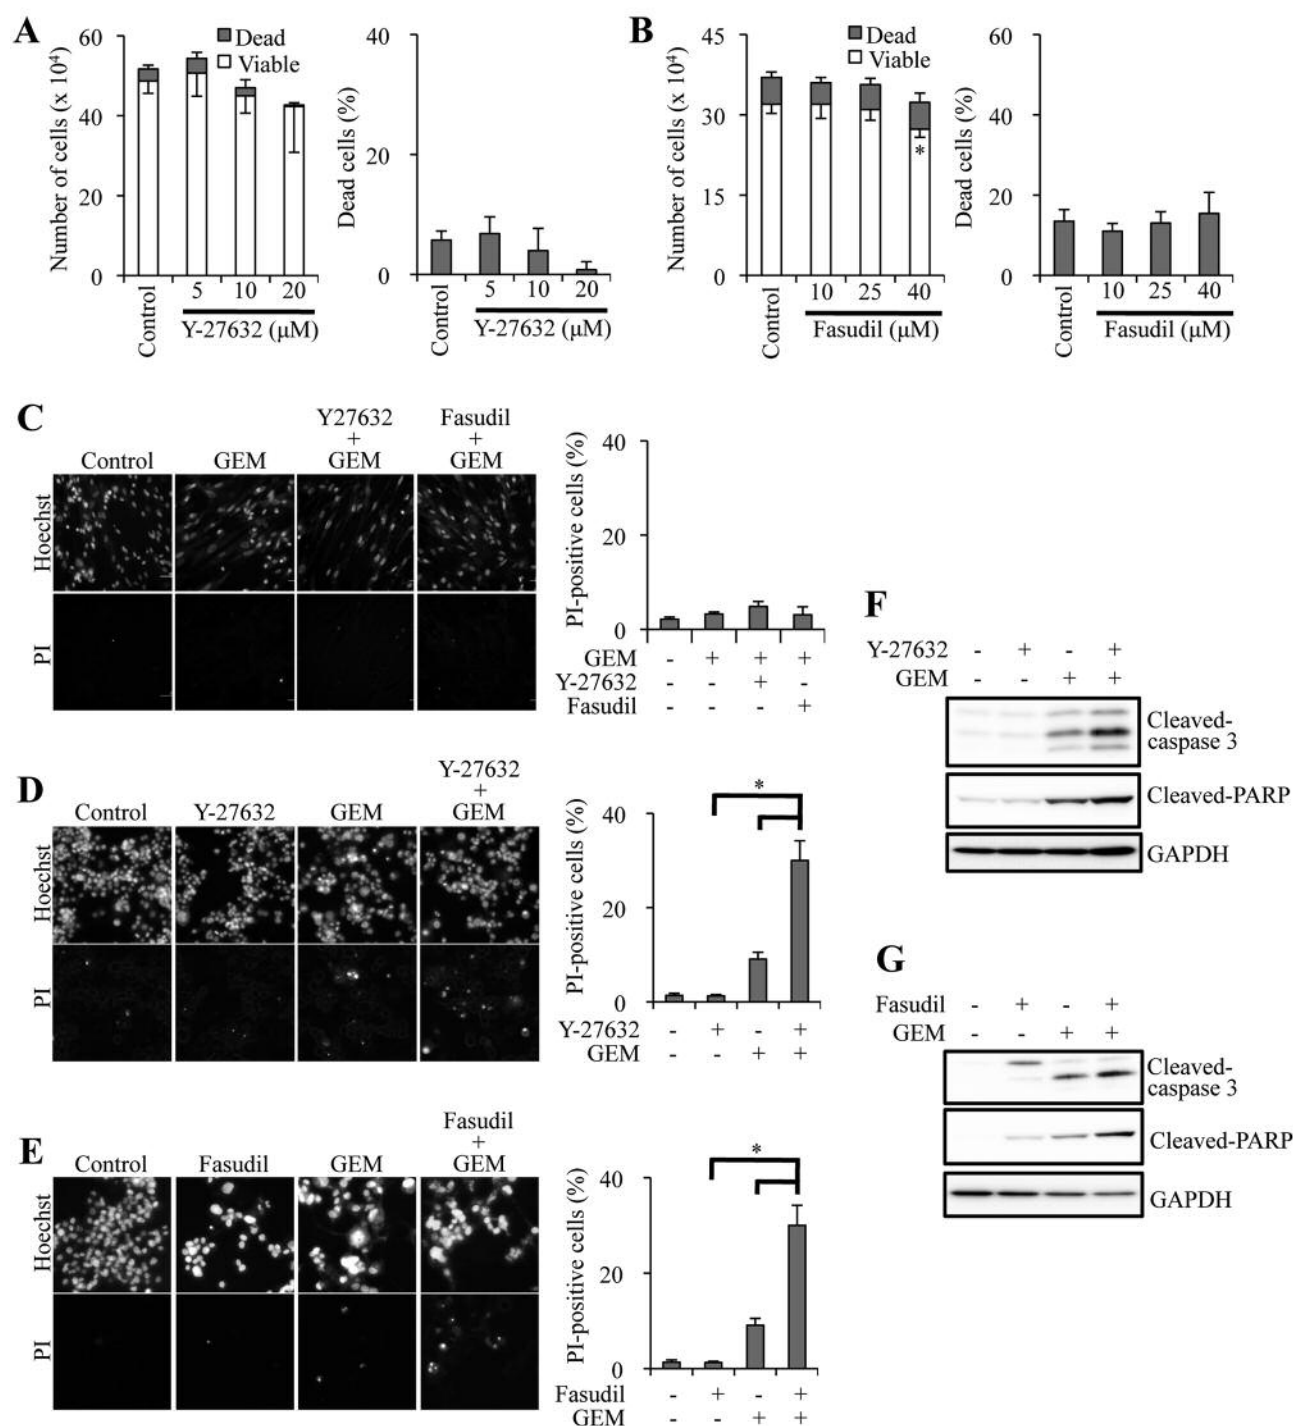 A
Number of cells (x 10⁴)
60
40
20
0
Dead
Viable
Control
5 10 20
Y-27632 (μM)
Dead cells (%)
40
20
0
Control
5 10 20
Y-27632 (μM)
B
Number of cells (x 10⁴)
45
30
15
0
Dead
Viable
*
Control
10 25 40
Fasudil (μM)
Dead cells (%)
60
40
20
0
Control
10 25 40
Fasudil (μM)
C
Control
GEM
Y27632
+
GEM
Fasudil
+
GEM
Hoechst
PI
PI-positive cells (%)
40
20
0
GEM - + + +
Y-27632 - - + -
Fasudil - - - +
D
Control
Y-27632
GEM
Y-27632
+
GEM
Hoechst
PI
PI-positive cells (%)
40
20
0
*
Y-27632 - + - +
GEM - - + +
E
Control
Fasudil
GEM
Fasudil
+
GEM
Hoechst
PI
PI-positive cells (%)
40
20
0
*
Fasudil - + - +
GEM - - + +
F
Y-27632 - + - +
GEM - - + +
Cleaved-
caspase 3
Cleaved-PARP
GAPDH
G
Fasudil - + - +
GEM - - + +
Cleaved-
caspase 3
Cleaved-PARP
GAPDH